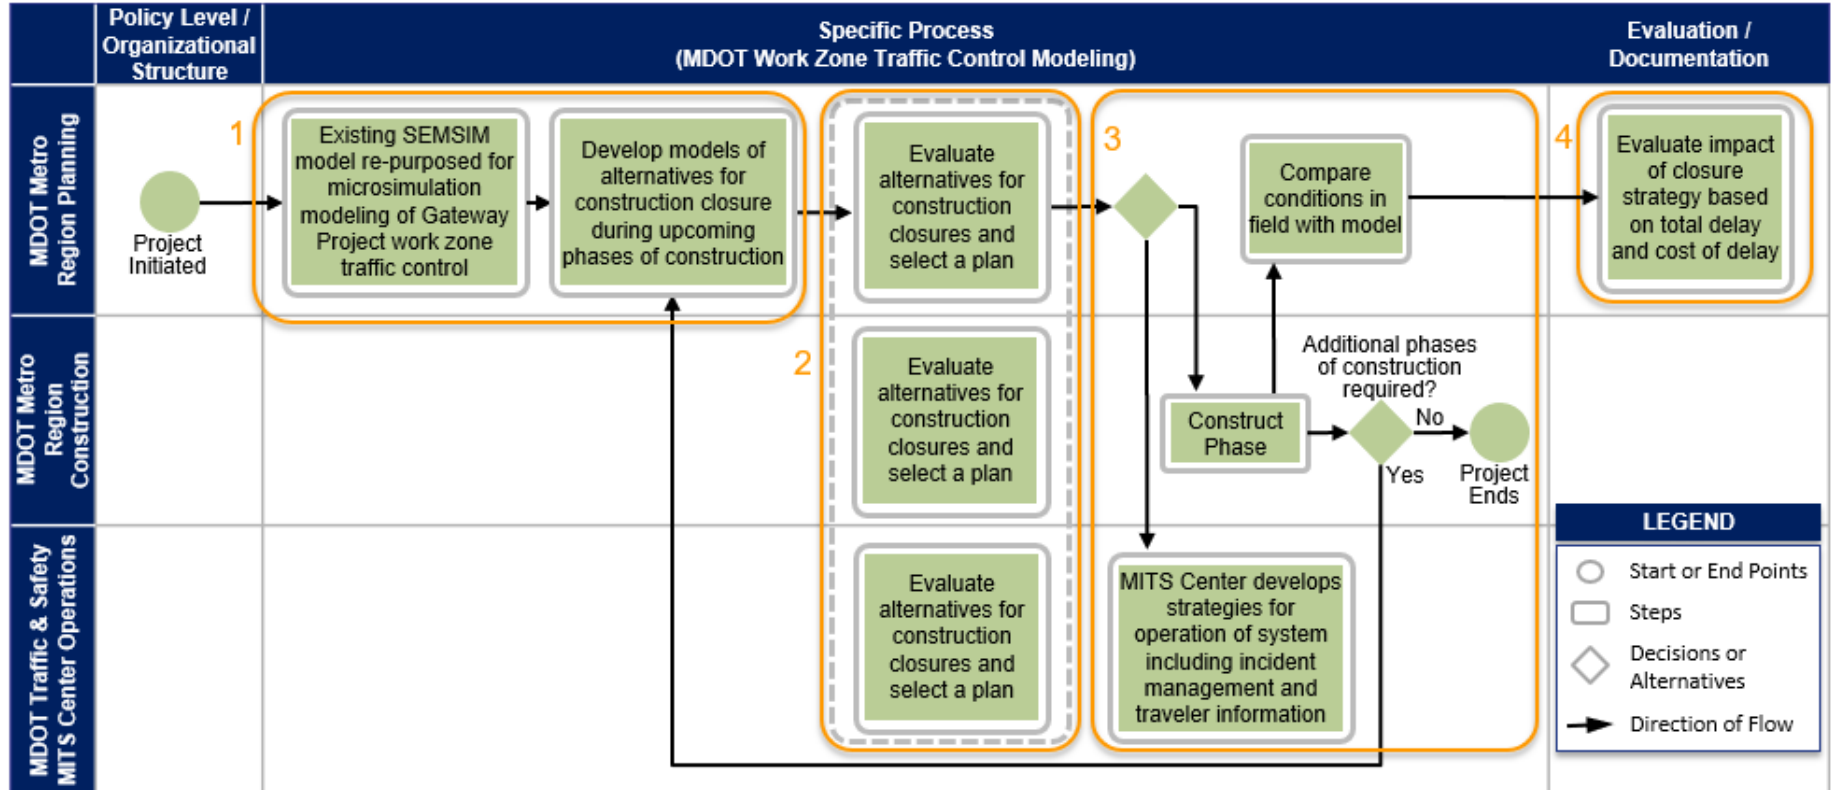 Policy Level /
Organizational
Structure
Specific Process
(MDOT Work Zone Traffic Control Modeling)
Evaluation /
Documentation
MDOT Metro
Region Planning
Project
Initiated
1
Existing SEMSIM
model re-purposed for
microsimulation
modeling of Gateway
Project work zone
traffic control
Develop models of
alternatives for
construction closure
during upcoming
phases of construction
Evaluate
alternatives for
construction
closures and
select a plan
3
Compare
conditions in
field with model
4
Evaluate impact
of closure
strategy based
on total delay
and cost of delay
MDOT Metro
Region
Construction
2
Evaluate
alternatives for
construction
closures and
select a plan
Construct
Phase
Additional phases
of construction
required?
No
Yes
Project
Ends
MDOT Traffic & Safety
MITS Center Operations
Evaluate
alternatives for
construction
closures and
select a plan
MITS Center develops
strategies for
operation of system
including incident
management and
traveler information
LEGEND
Start or End Points
Steps
Decisions or
Alternatives
Direction of Flow